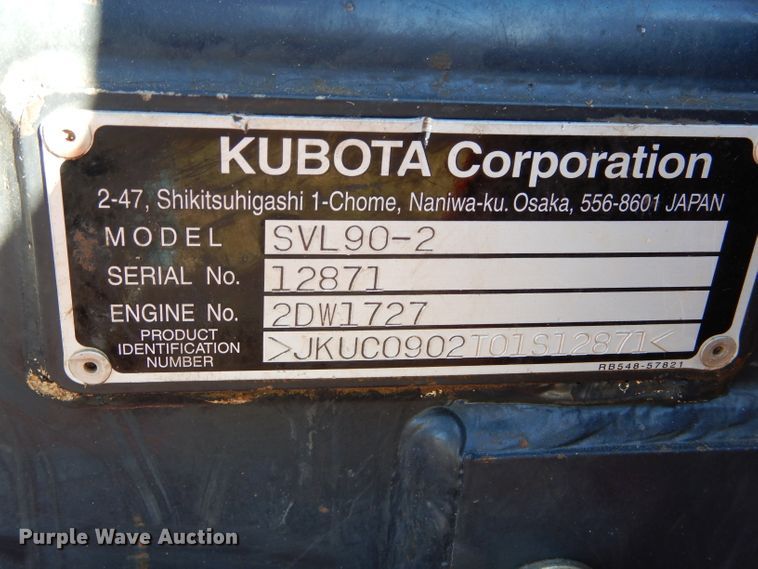 KUBOTA Corporation
2-47, Shikitsuhigashi 1-Chome, Naniwa-ku. Osaka, 556-8601 JAPAN
MODEL SVL90-2
SERIAL No. 12871
ENGINE No. 2DW1727
PRODUCT IDENTIFICATION NUMBER >JKUC0902T01S12871<
RB548-57821
Purple Wave Auction